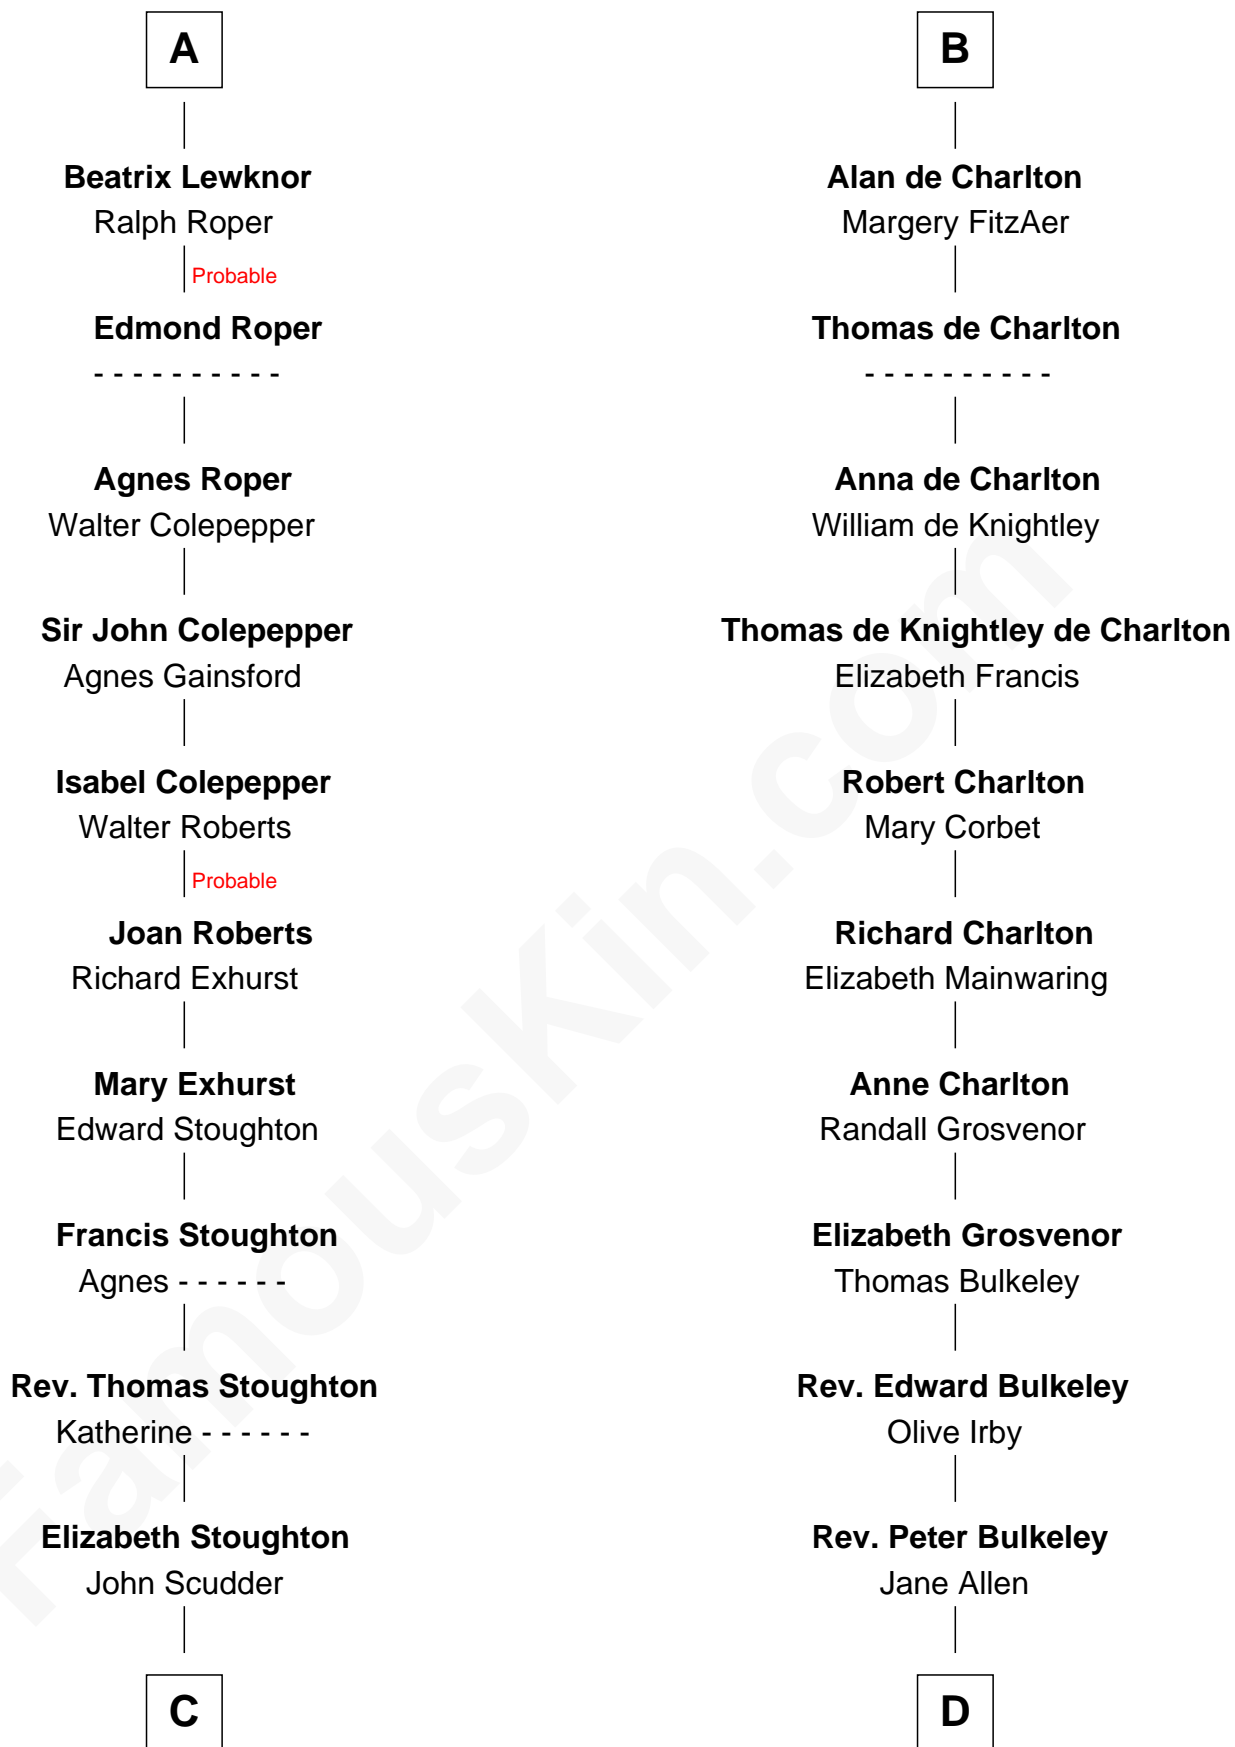 A
Beatrix Lewknor
Ralph Roper
Probable
Edmond Roper
- - - - - - - - - -
Agnes Roper
Walter Colepepper
Sir John Colepepper
Agnes Gainsford
Isabel Colepepper
Walter Roberts
Probable
Joan Roberts
Richard Exhurst
Mary Exhurst
Edward Stoughton
Francis Stoughton
Agnes - - - - - -
Rev. Thomas Stoughton
Katherine - - - - - -
Elizabeth Stoughton
John Scudder
C
B
Alan de Charlton
Margery FitzAer
Thomas de Charlton
- - - - - - - - - -
Anna de Charlton
William de Knightley
Thomas de Knightley de Charlton
Elizabeth Francis
Robert Charlton
Mary Corbet
Richard Charlton
Elizabeth Mainwaring
Anne Charlton
Randall Grosvenor
Elizabeth Grosvenor
Thomas Bulkeley
Rev. Edward Bulkeley
Olive Irby
Rev. Peter Bulkeley
Jane Allen
D
FamousKin.com